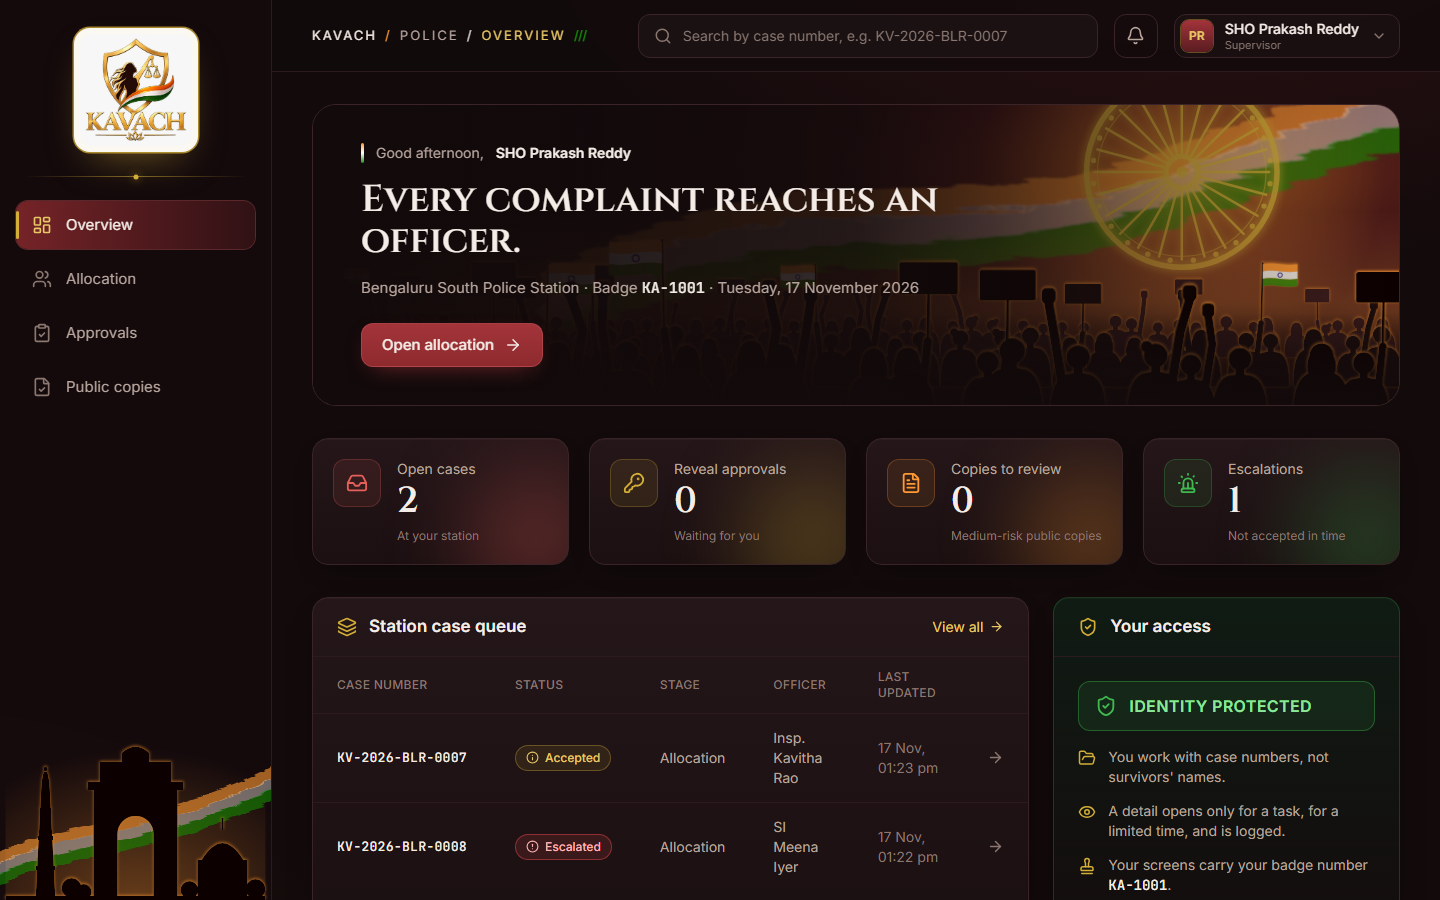 KAVACH
KAVACH / POLICE / OVERVIEW ///
Search by case number, e.g. KV-2026-BLR-0007
PR
SHO Prakash Reddy
Supervisor
Overview
Allocation
Approvals
Public copies
Good afternoon, SHO Prakash Reddy
EVERY COMPLAINT REACHES AN
OFFICER.
Bengaluru South Police Station · Badge KA-1001 · Tuesday, 17 November 2026
Open allocation
Open cases
2
At your station
Reveal approvals
0
Waiting for you
Copies to review
0
Medium-risk public copies
Escalations
1
Not accepted in time
Station case queue
View all
CASE NUMBER
STATUS
STAGE
OFFICER
LAST
UPDATED
KV-2026-BLR-0007
Accepted
Allocation
Insp.
Kavitha
Rao
17 Nov,
01:23 pm
KV-2026-BLR-0008
Escalated
Allocation
SI
Meena
Iyer
17 Nov,
01:22 pm
Your access
IDENTITY PROTECTED
You work with case numbers, not
survivors' names.
A detail opens only for a task, for a
limited time, and is logged.
Your screens carry your badge number
KA-1001.